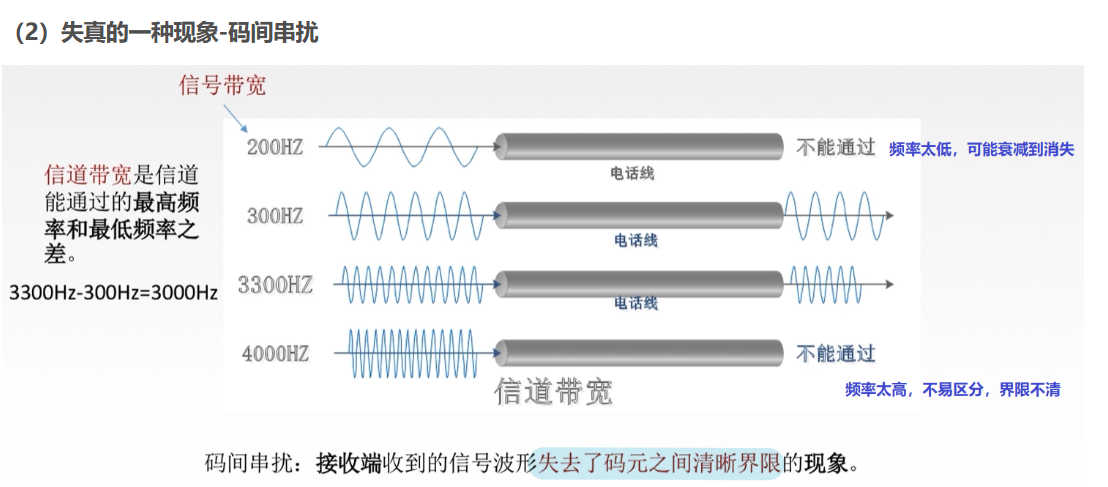 （2）失真的一种现象-码间串扰
信号带宽
200HZ
不能通过
频率太低，可能衰减到消失
电话线
信道带宽是信道
能通过的最高频
率和最低频率之
差。
300HZ
电话线
3300Hz-300Hz=3000Hz
3300HZ
电话线
4000HZ
不能通过
信道带宽
频率太高，不易区分，界限不清
码间串扰：接收端收到的信号波形失去了码元之间清晰界限的现象。